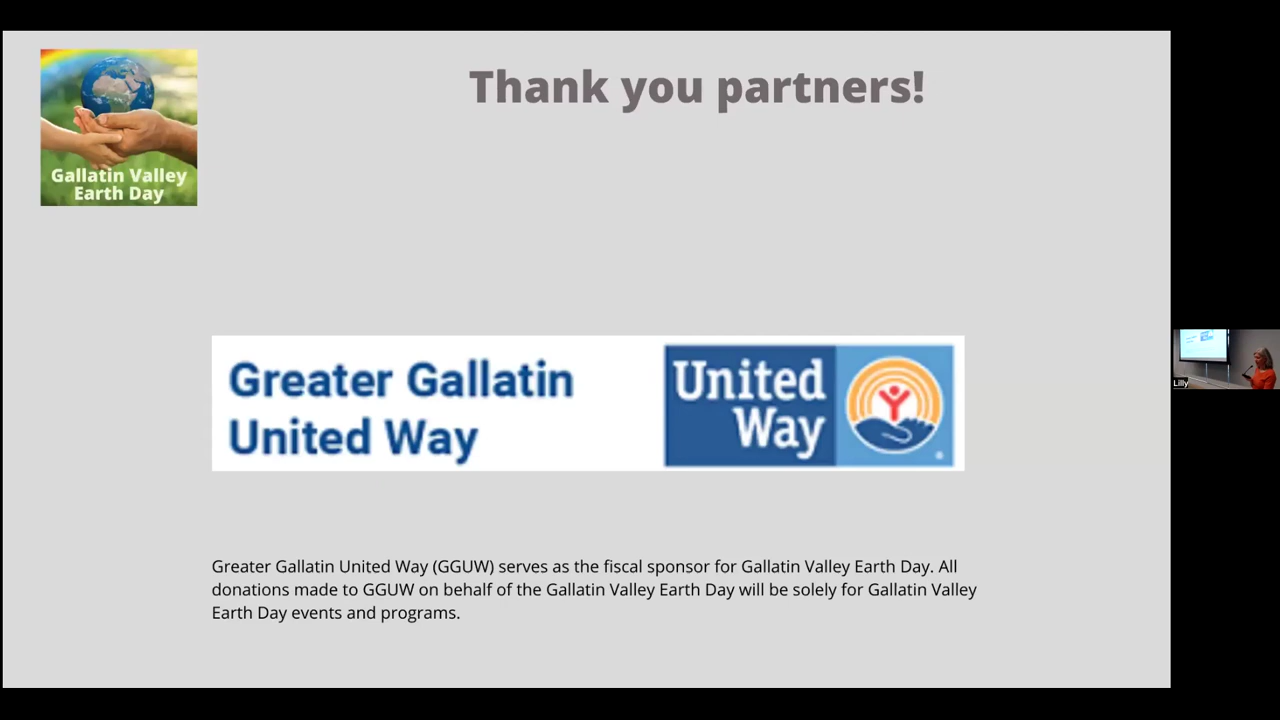 Thank you partners!
Gallatin Valley
Earth Day
Greater Gallatin
United Way
United
Way
Greater Gallatin United Way (GGUW) serves as the fiscal sponsor for Gallatin Valley Earth Day. All
donations made to GGUW on behalf of the Gallatin Valley Earth Day will be solely for Gallatin Valley
Earth Day events and programs.
Lilly